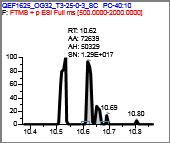 QEF1625_OG32_T3-25-0-3_SC PC-40:10
F: FTMS + p ESI Full ms [500.0000-2000.0000]
RT: 10.62
AA: 72639
AH: 50329
SN: 1.29E+017
100
80
60
40
20
0
10.69
10.80
10.4 10.5 10.6 10.7 10.8